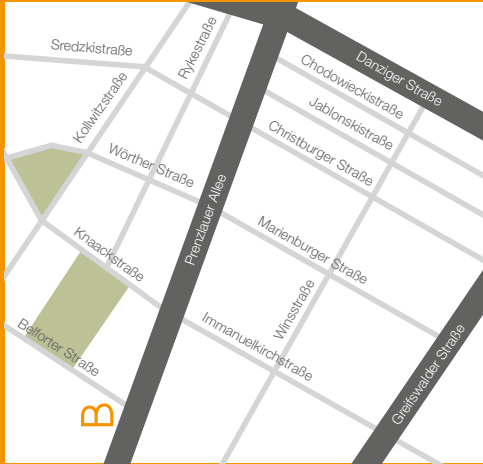 Sredzkistraße
Rykestraße
Danziger Straße
Chodowieckistraße
Kollwitzstraße
Jablonskistraße
Christburger Straße
Wörther Straße
Prenzlauer Allee
Knaackstraße
Marienburger Straße
Winsstraße
Immanuelkirchstraße
Belforter Straße
Greifswalder Straße
B